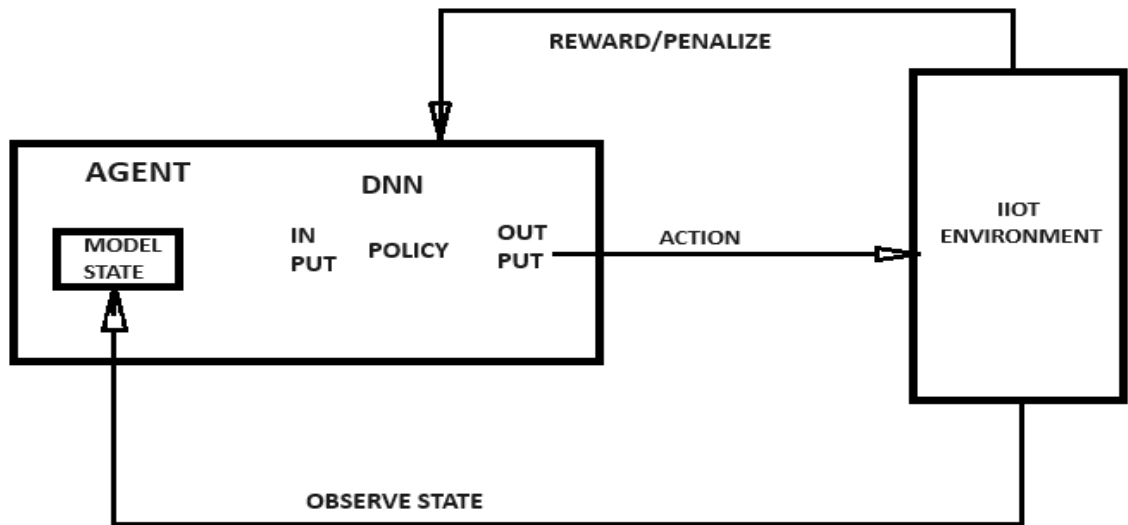 REWARD/PENALIZE
AGENT
DNN
MODEL
STATE
IN
PUT
POLICY
OUT
PUT
ACTION
IIOT
ENVIRONMENT
OBSERVE STATE